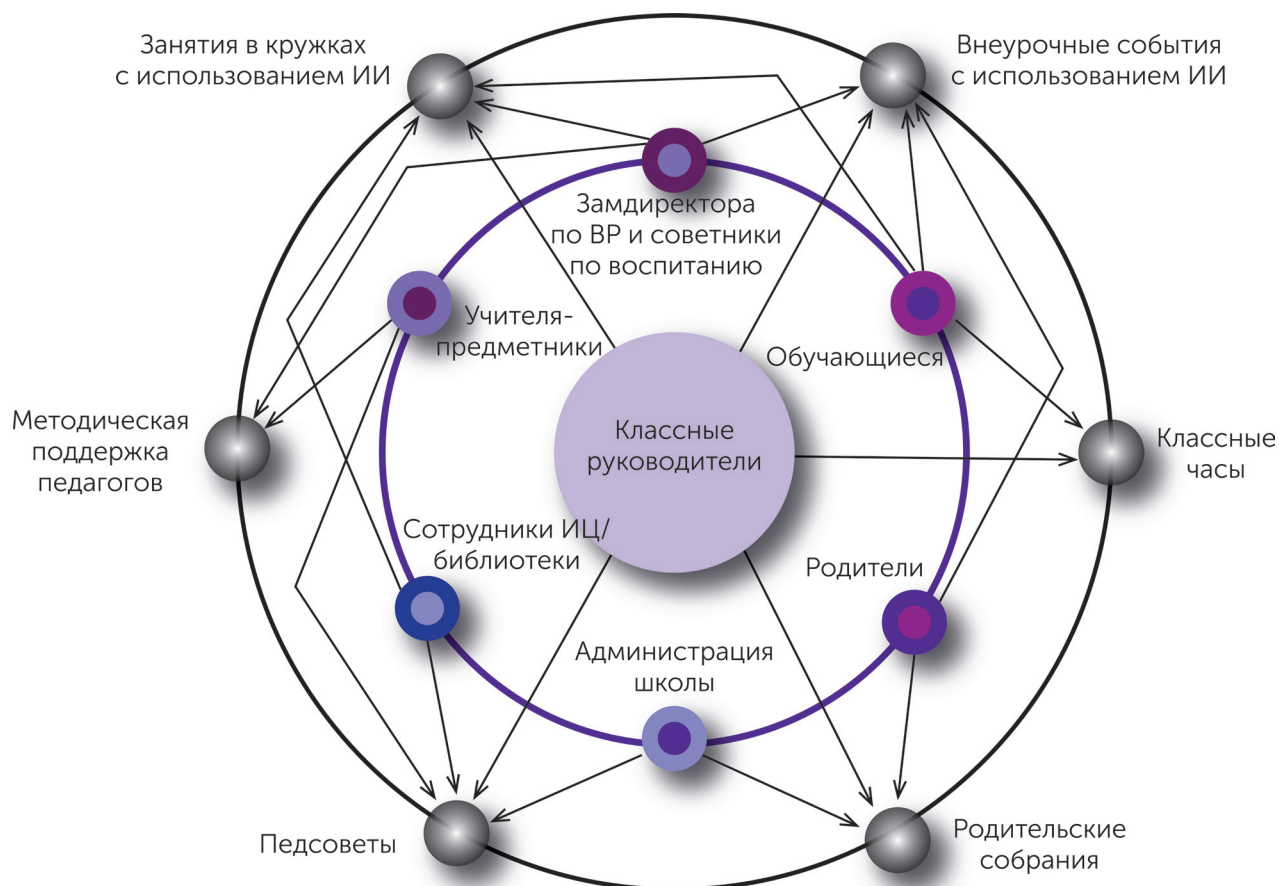 Занятия в кружках
с использованием ИИ
Внеурочные события
с использованием ИИ
Замдиректора
по ВР и советники
по воспитанию
Учителя-
предметники
Обучающиеся
Методическая
поддержка
педагогов
Классные
руководители
Классные
часы
Сотрудники ИЦ/
библиотеки
Родители
Администрация
школы
Педсоветы
Родительские
собрания